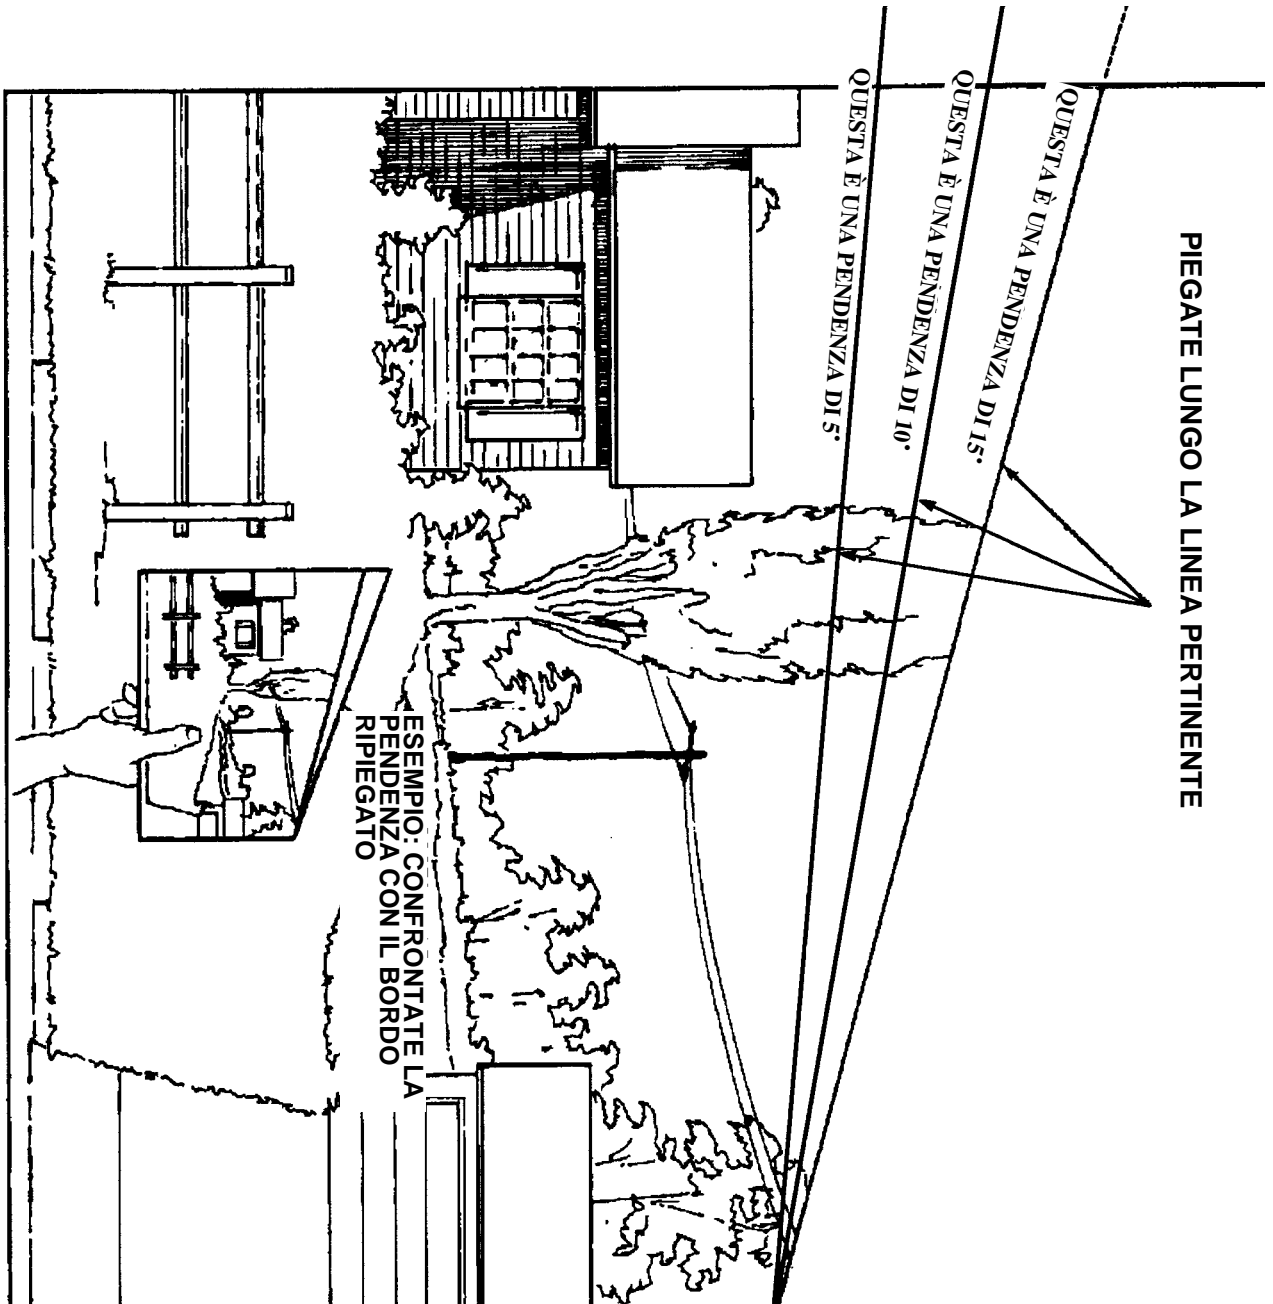 PIEGATE LUNGO LA LINEA PERTINENTE
QUESTA È UNA PENDENZA DI 15°
QUESTA È UNA PENDENZA DI 10°
QUESTA È UNA PENDENZA DI 5°
ESEMPIO: CONFRONTATE LA
PENDENZA CON IL BORDO
RIPIEGATO